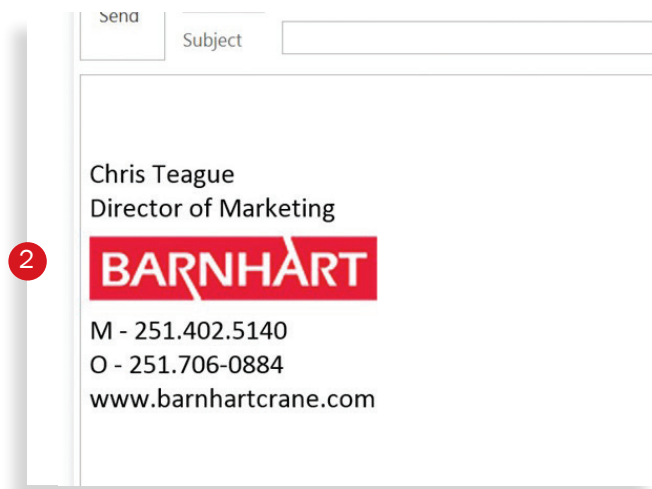 Send
Subject
Chris Teague
Director of Marketing
2
BARNHART
M - 251.402.5140
O - 251.706-0884
www.barnhartcrane.com